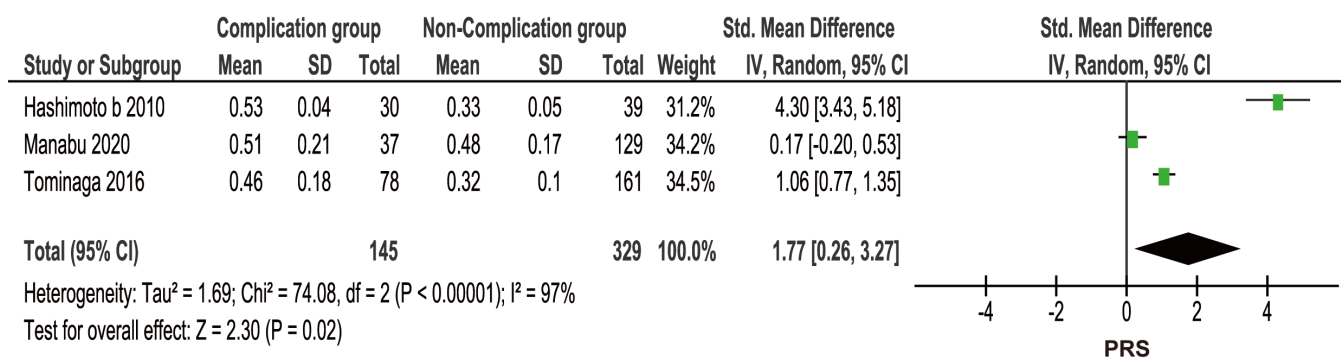 Complication group Non-Complication group Std. Mean Difference Std. Mean Difference
Study or Subgroup Mean SD Total Mean SD Total Weight IV, Random, 95% CI IV, Random, 95% CI
Hashimoto b 2010 0.53 0.04 30 0.33 0.05 39 31.2% 4.30 [3.43, 5.18]
Manabu 2020 0.51 0.21 37 0.48 0.17 129 34.2% 0.17 [-0.20, 0.53]
Tominaga 2016 0.46 0.18 78 0.32 0.1 161 34.5% 1.06 [0.77, 1.35]
Total (95% CI) 145 329 100.0% 1.77 [0.26, 3.27]
Heterogeneity: Tau² = 1.69; Chi² = 74.08, df = 2 (P < 0.00001); I² = 97%
Test for overall effect: Z = 2.30 (P = 0.02)
-4 -2 0 2 4
PRS